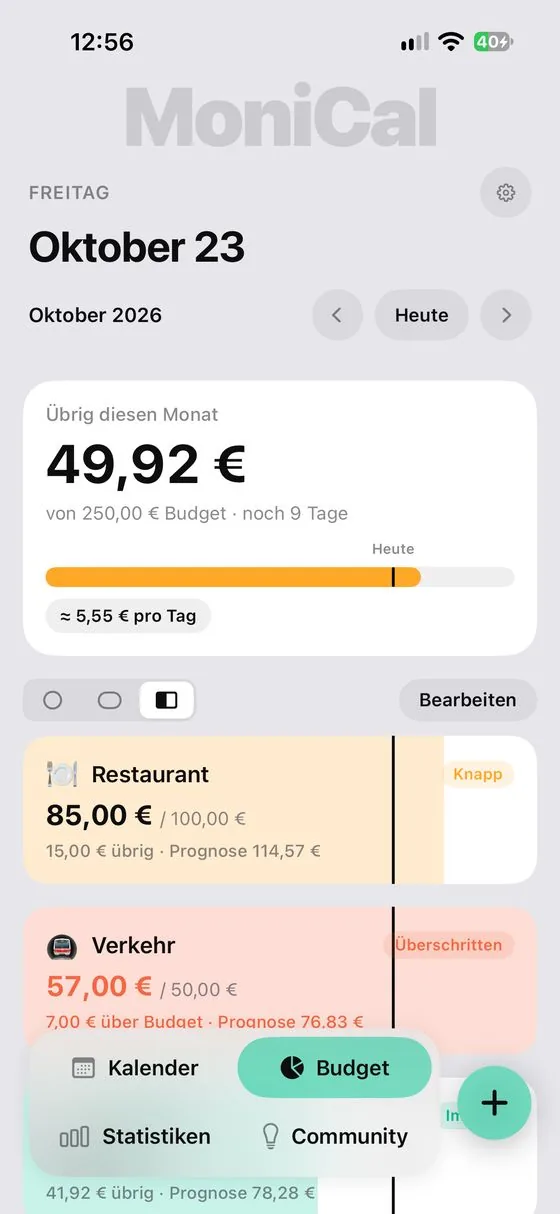 12:56
40
MoniCal
FREITAG
Oktober 23
Oktober 2026
Heute
Übrig diesen Monat
49,92 €
von 250,00 € Budget · noch 9 Tage
Heute
≈ 5,55 € pro Tag
Bearbeiten
Restaurant
Knapp
85,00 € / 100,00 €
15,00 € übrig · Prognose 114,57 €
Verkehr
Überschritten
57,00 € / 50,00 €
7,00 € über Budget · Prognose 76,83 €
Kalender
Budget
Statistiken
Community
41,92 € übrig · Prognose 78,28 €